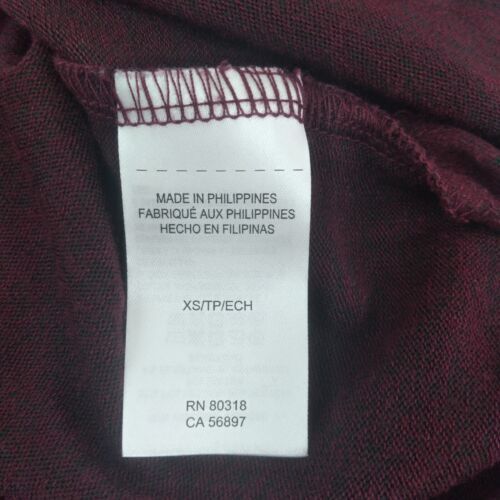 MADE IN PHILIPPINES
FABRIQUÉ AUX PHILIPPINES
HECHO EN FILIPINAS
XS/TP/ECH
RN 80318
CA 56897